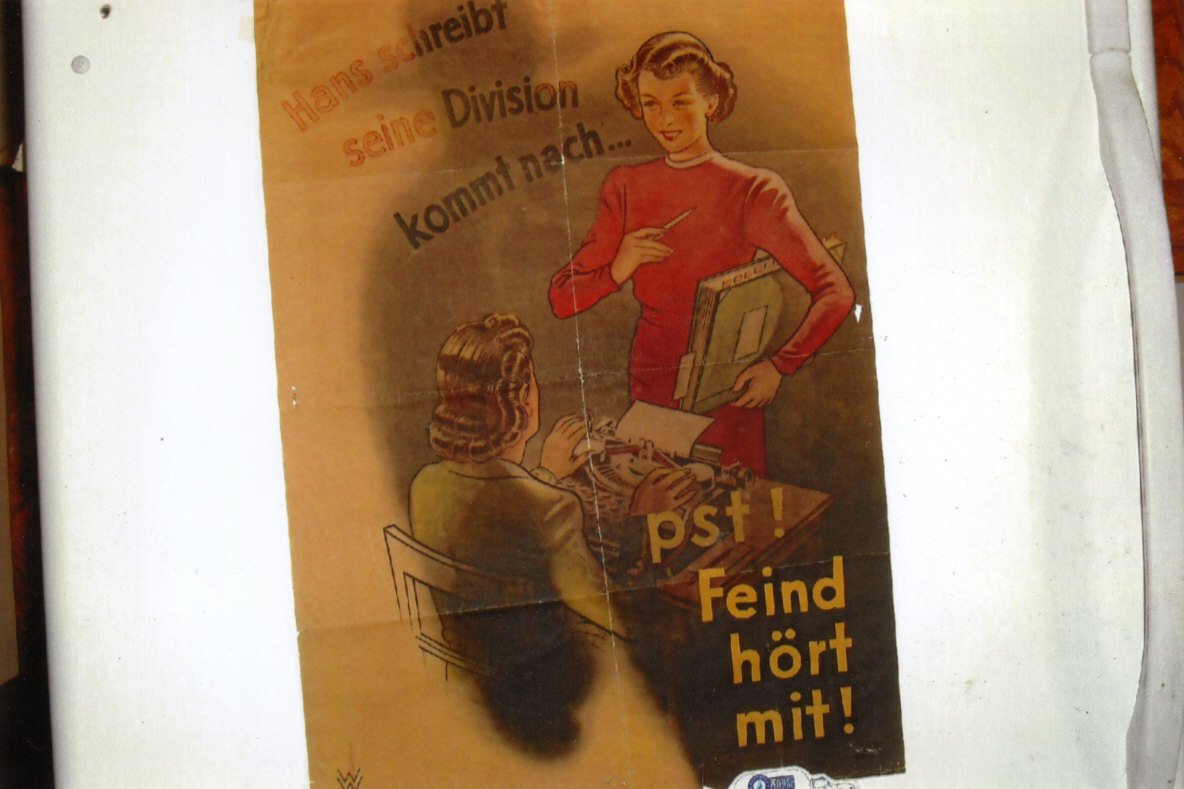 Hans schreibt
seine Division
kommt nach...
pst!
Feind
hört
mit!
W